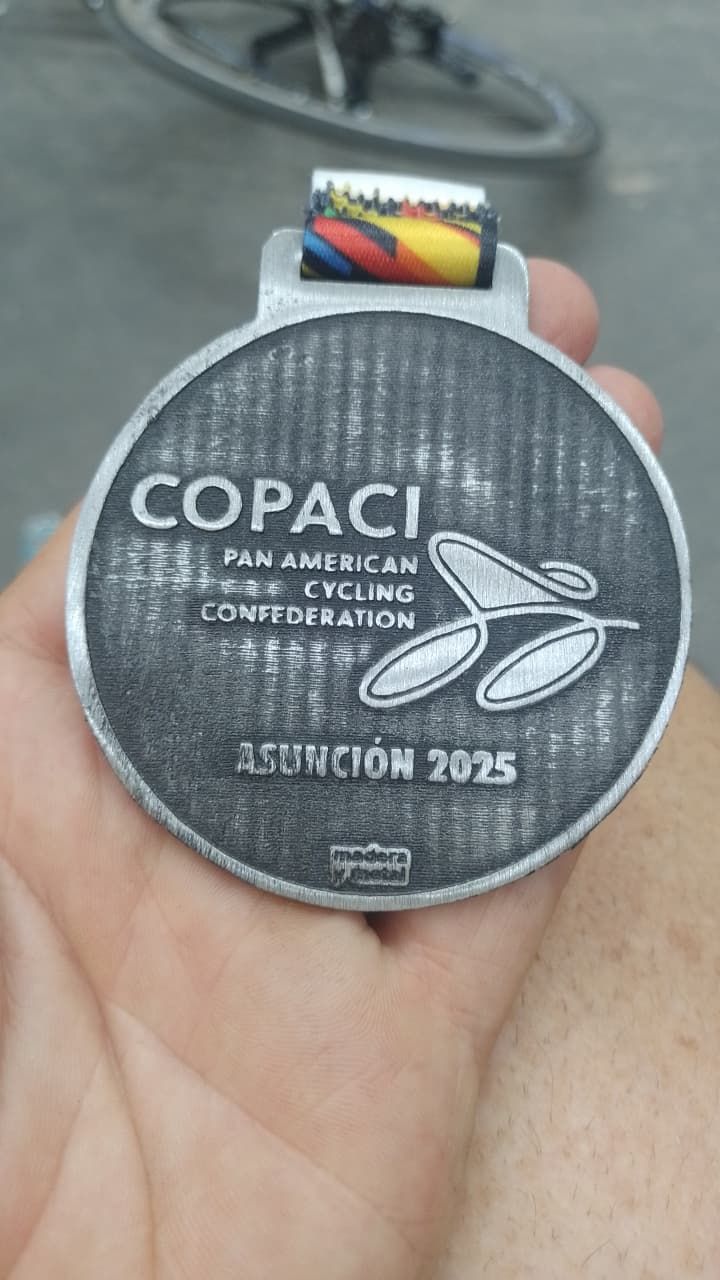 COPACI
PAN AMERICAN
CYCLING
CONFEDERATION
ASUNCIÓN 2025
madera
y metal